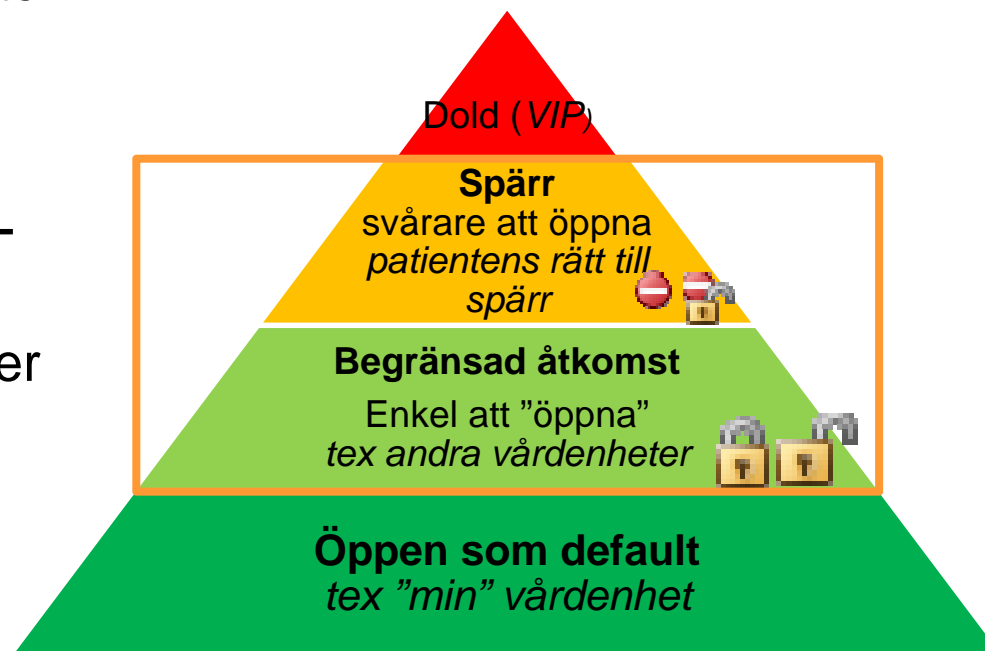 Dold (VIP)
Spärr
svårare att öppna
patientens rätt till
spärr
er
Begränsad åtkomst
Enkel att ”öppna”
tex andra vårdenheter
Öppen som default
tex ”min” vårdenhet